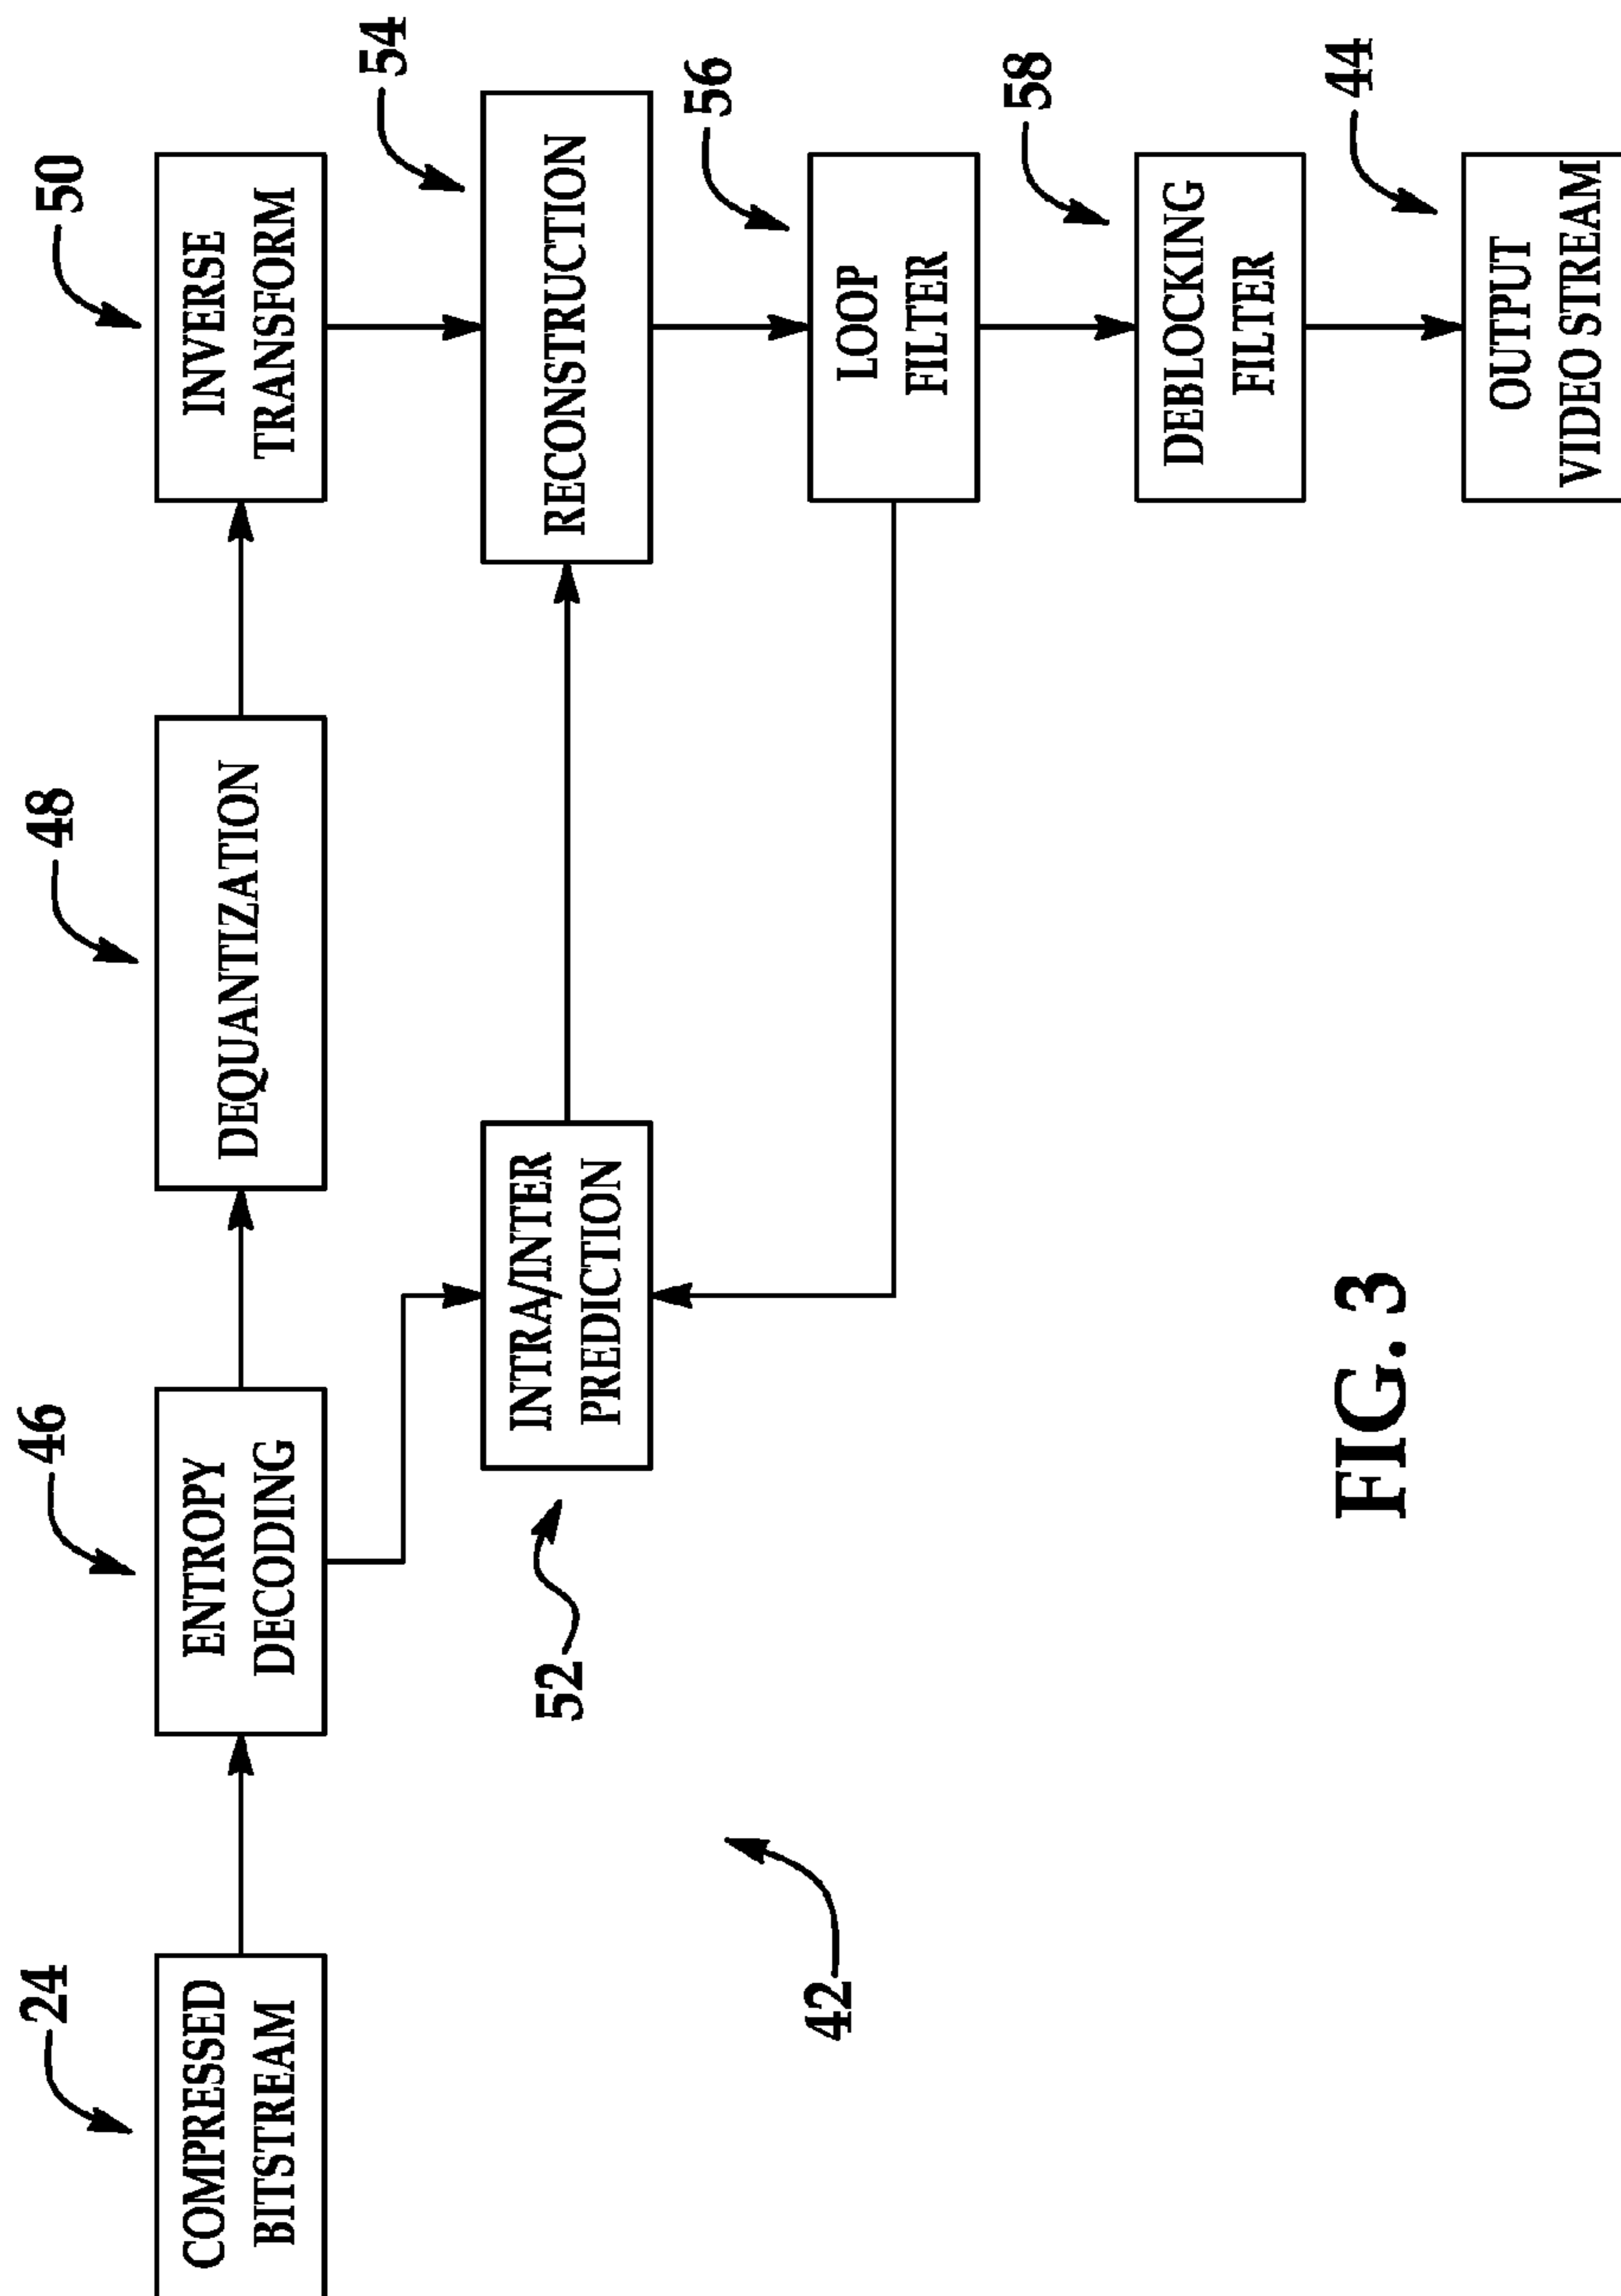 24
46
48
50
COMPRESSED
BITSTREAM
ENTROPY
DECODING
DEQUANTIZATION
INVERSE
TRANSFORM
54
52
INTRA/INTER
PREDICTION
RECONSTRUCTION
56
42
LOOP
FILTER
58
DEBLOCKING
FILTER
44
FIG. 3
OUTPUT
VIDEO STREAM